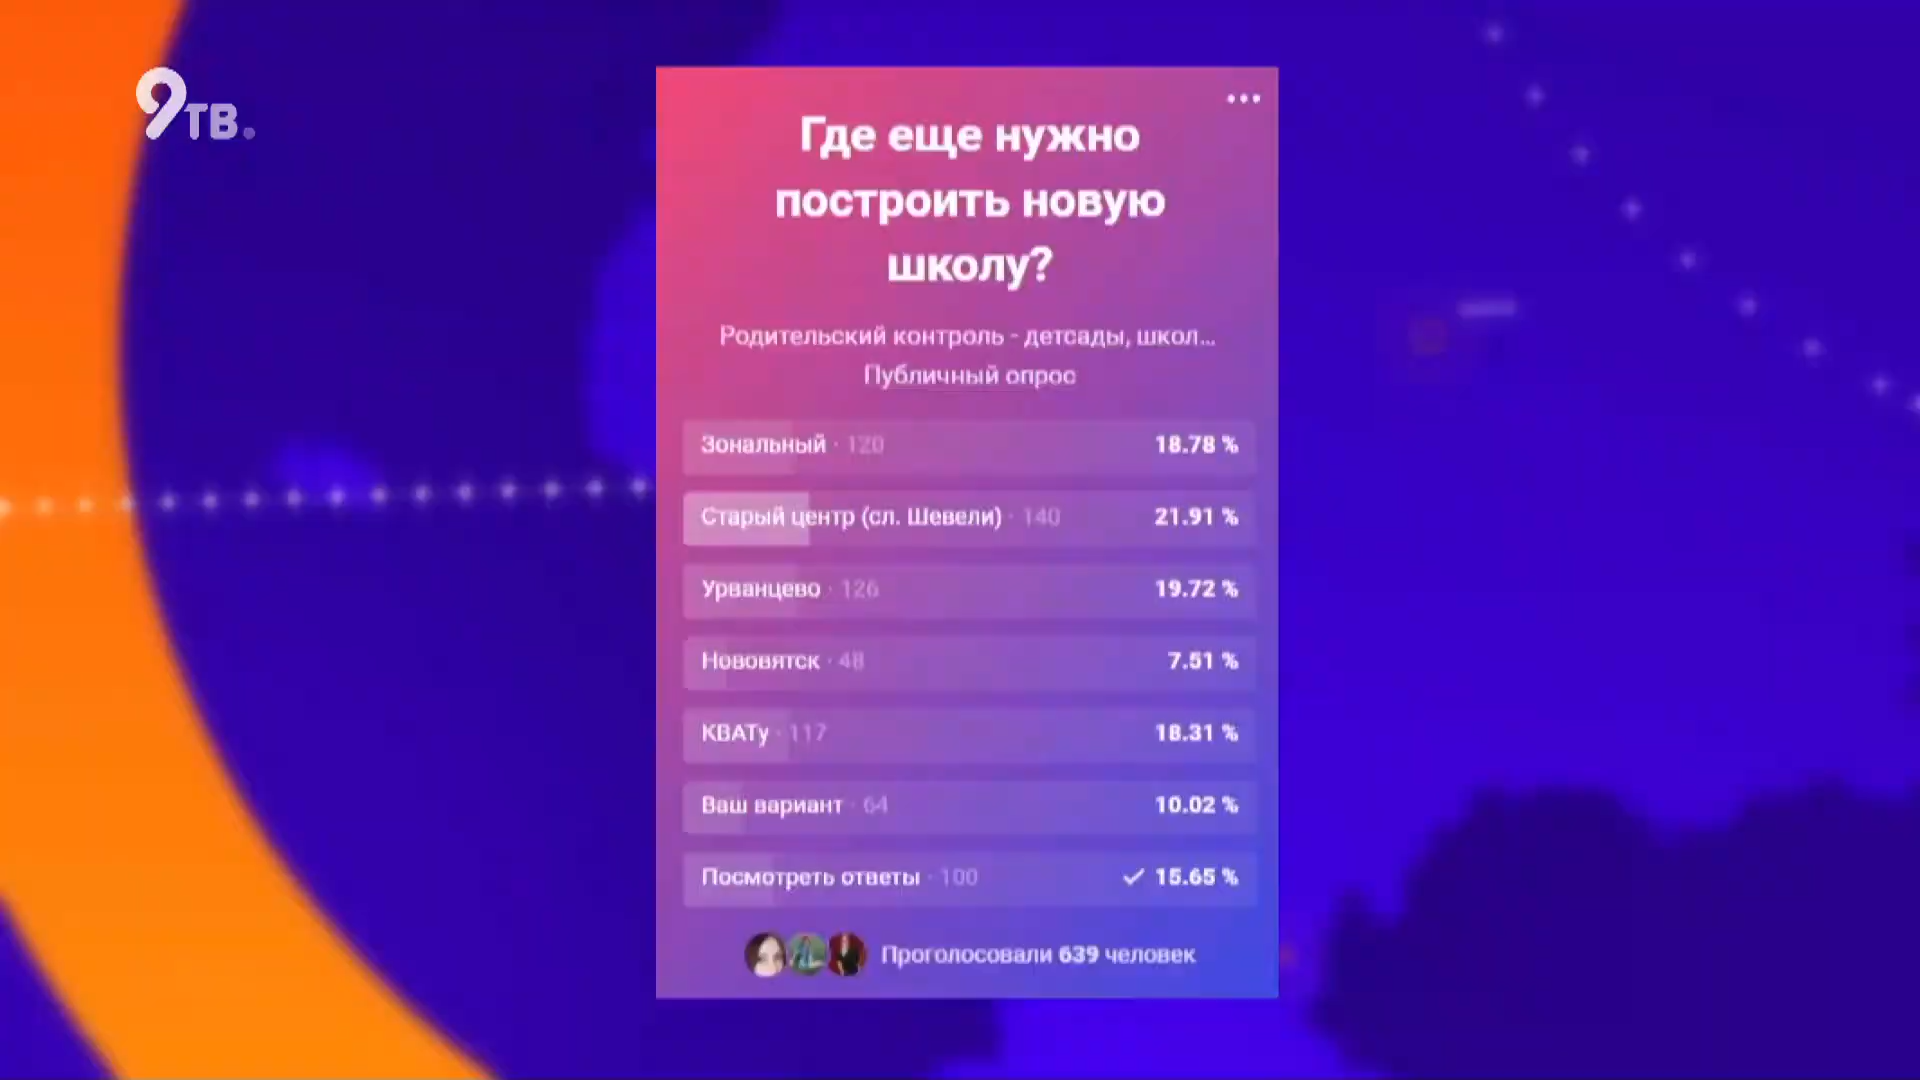 9ТВ.
Где еще нужно
построить новую
школу?
Родительский контроль - детсады, школ...
Публичный опрос
Зональный · 120 18.78 %
Старый центр (сл. Шевели) · 140 21.91 %
Урванцево · 126 19.72 %
Нововятск · 48 7.51 %
КВАТу · 117 18.31 %
Ваш вариант · 64 10.02 %
Посмотреть ответы · 100 15.65 %
Проголосовали 639 человек